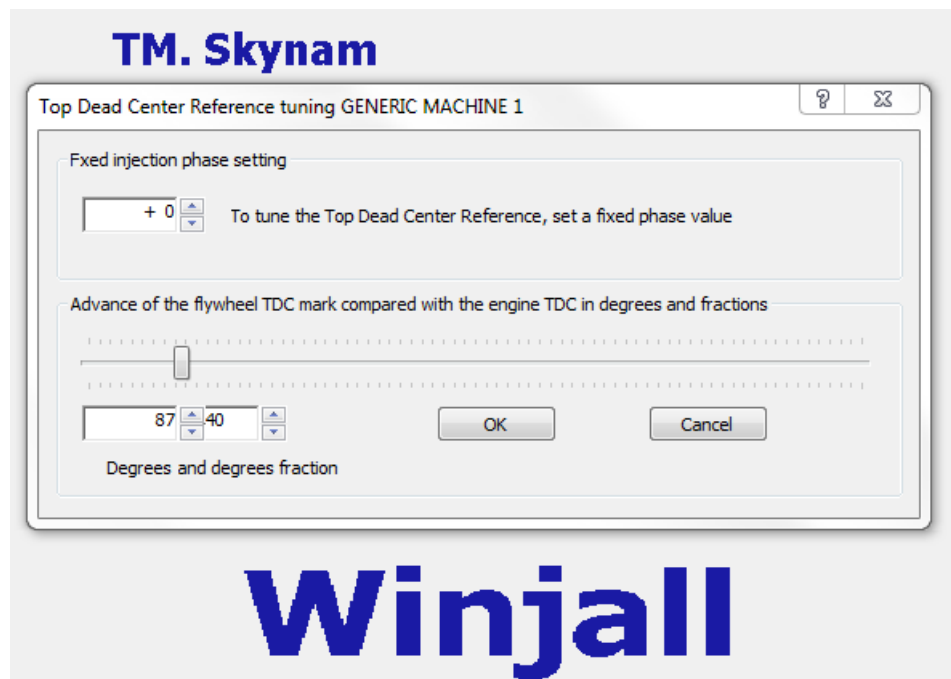 TM. Skynam
Top Dead Center Reference tuning GENERIC MACHINE 1
Fxed injection phase setting
+ 0 To tune the Top Dead Center Reference, set a fixed phase value
Advance of the flywheel TDC mark compared with the engine TDC in degrees and fractions
87 .40 OK Cancel
Degrees and degrees fraction
Winjall